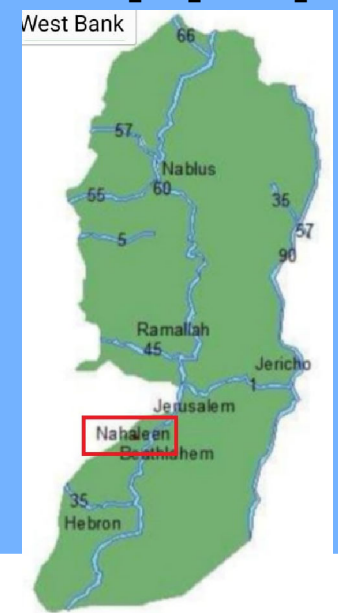 West Bank
66
57
Nablus
60
55
35
57
5
90
Ramallah
45
Jericho
1
Jerusalem
Nahaleen
Beathlahem
35
Hebron